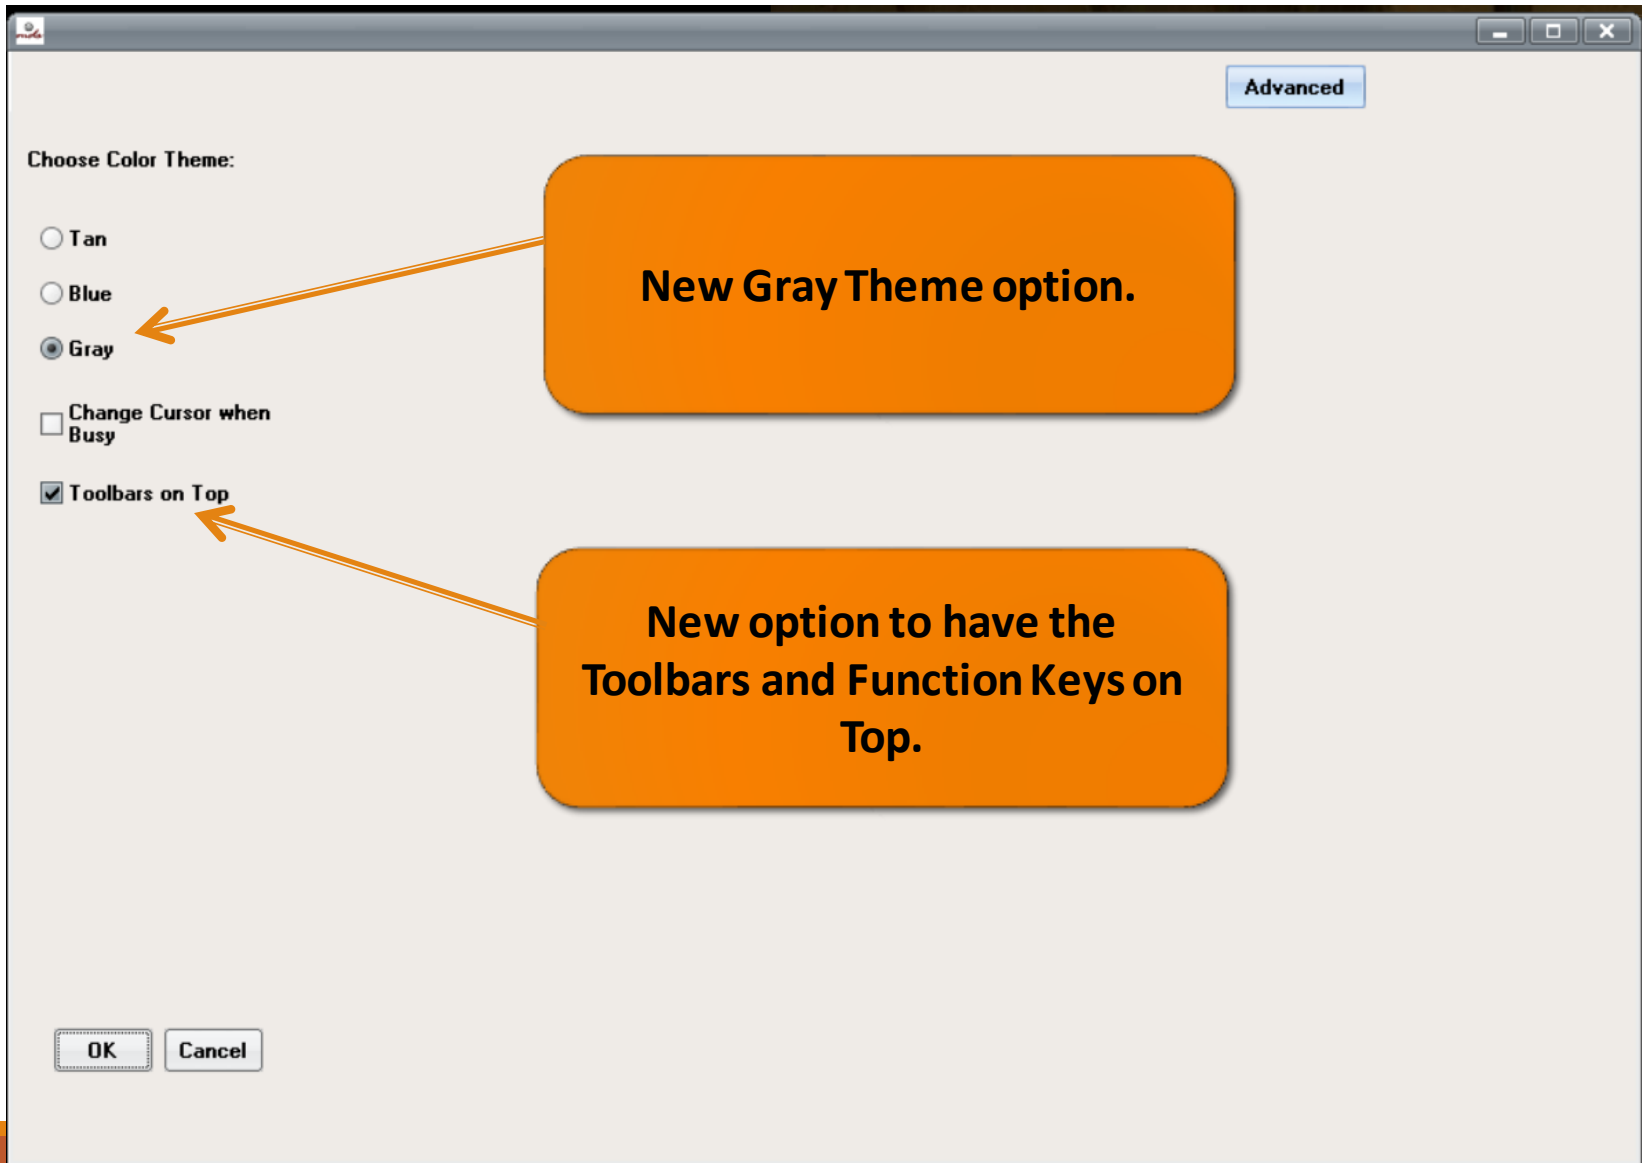 Advanced
Choose Color Theme:
Tan
Blue
Gray
Change Cursor when
Busy
Toolbars on Top
New Gray Theme option.
New option to have the
Toolbars and Function Keys on
Top.
OK
Cancel